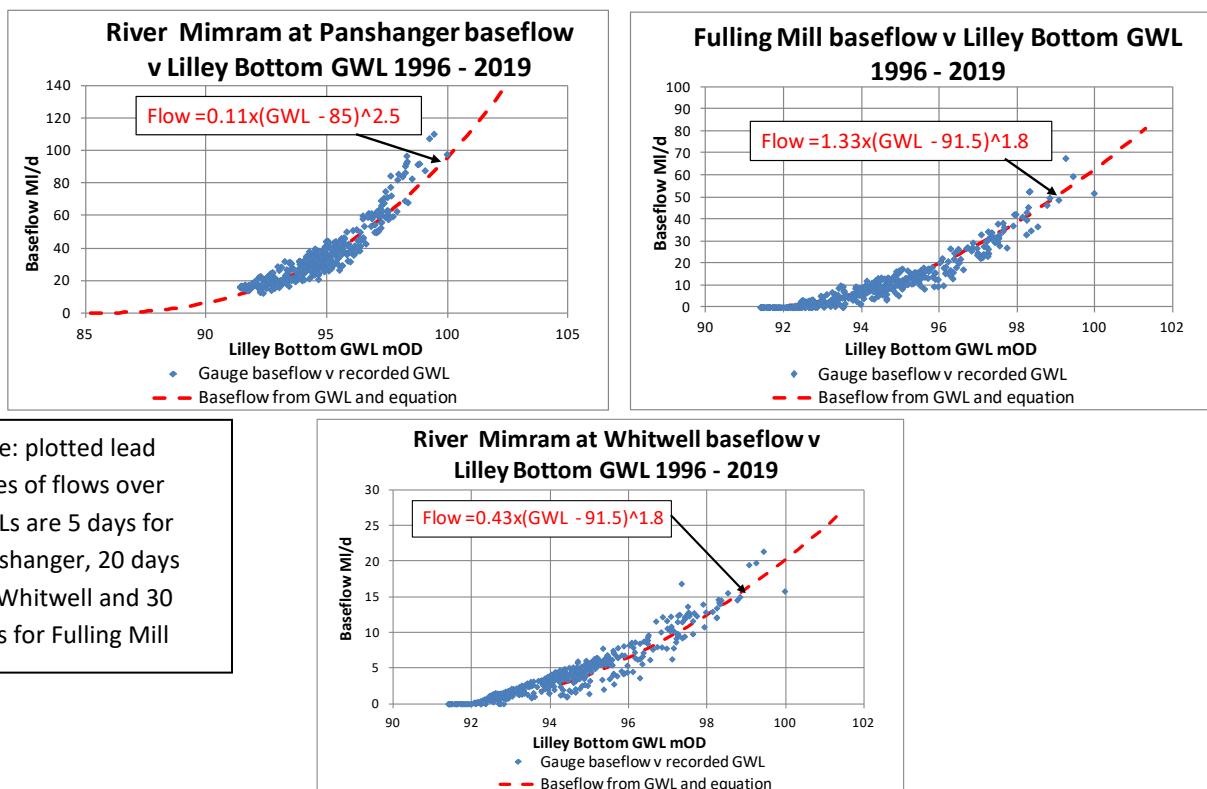 River Mimram at Panshanger baseflow
v Lilley Bottom GWL 1996 - 2019
140
120
100
80
60
40
20
0
Baseflow Ml/d
Flow =0.11x(GWL - 85)^2.5
85 90 95 100 105
Lilley Bottom GWL mOD
Gauge baseflow v recorded GWL
Baseflow from GWL and equation
Fulling Mill baseflow v Lilley Bottom GWL
1996 - 2019
100
90
80
70
60
50
40
30
20
10
0
Baseflow Ml/d
Flow =1.33x(GWL - 91.5)^1.8
90 92 94 96 98 100 102
Lilley Bottom GWL mOD
Gauge baseflow v recorded GWL
Baseflow from GWL and equation
e: plotted lead
es of flows over
Ls are 5 days for
shanger, 20 days
Whitwell and 30
s for Fulling Mill
River Mimram at Whitwell baseflow v
Lilley Bottom GWL 1996 - 2019
30
25
20
15
10
5
0
Baseflow Ml/d
Flow =0.43x(GWL - 91.5)^1.8
90 92 94 96 98 100 102
Lilley Bottom GWL mOD
Gauge baseflow v recorded GWL
Baseflow from GWL and equation